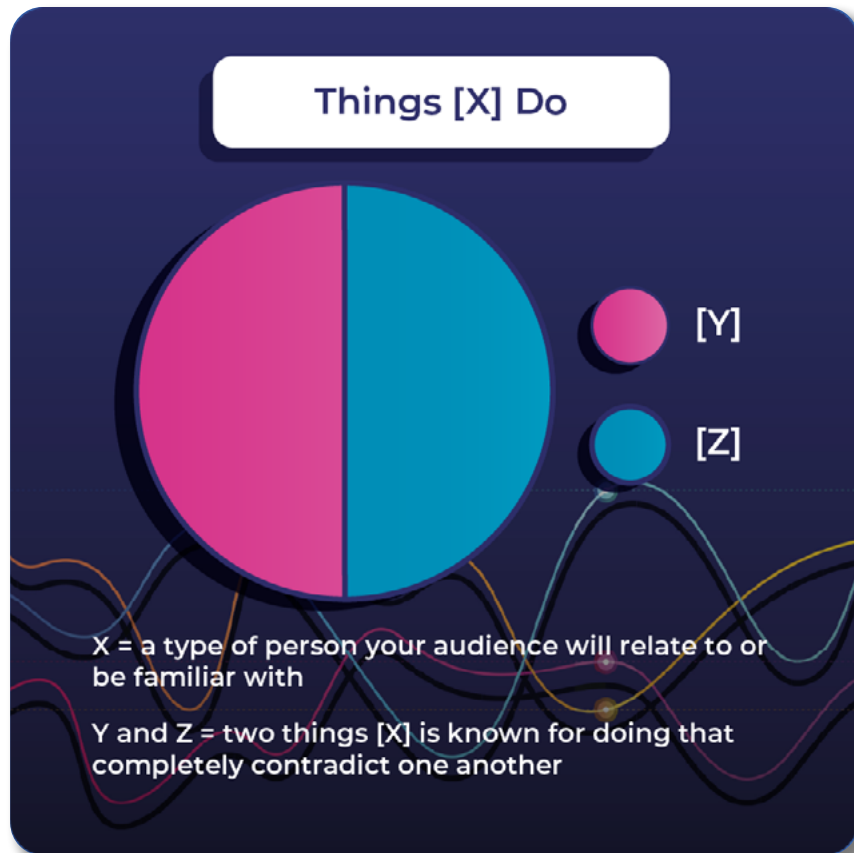 Things [X] Do
[Y]
[Z]
X = a type of person your audience will relate to or
be familiar with
Y and Z = two things [X] is known for doing that
completely contradict one another